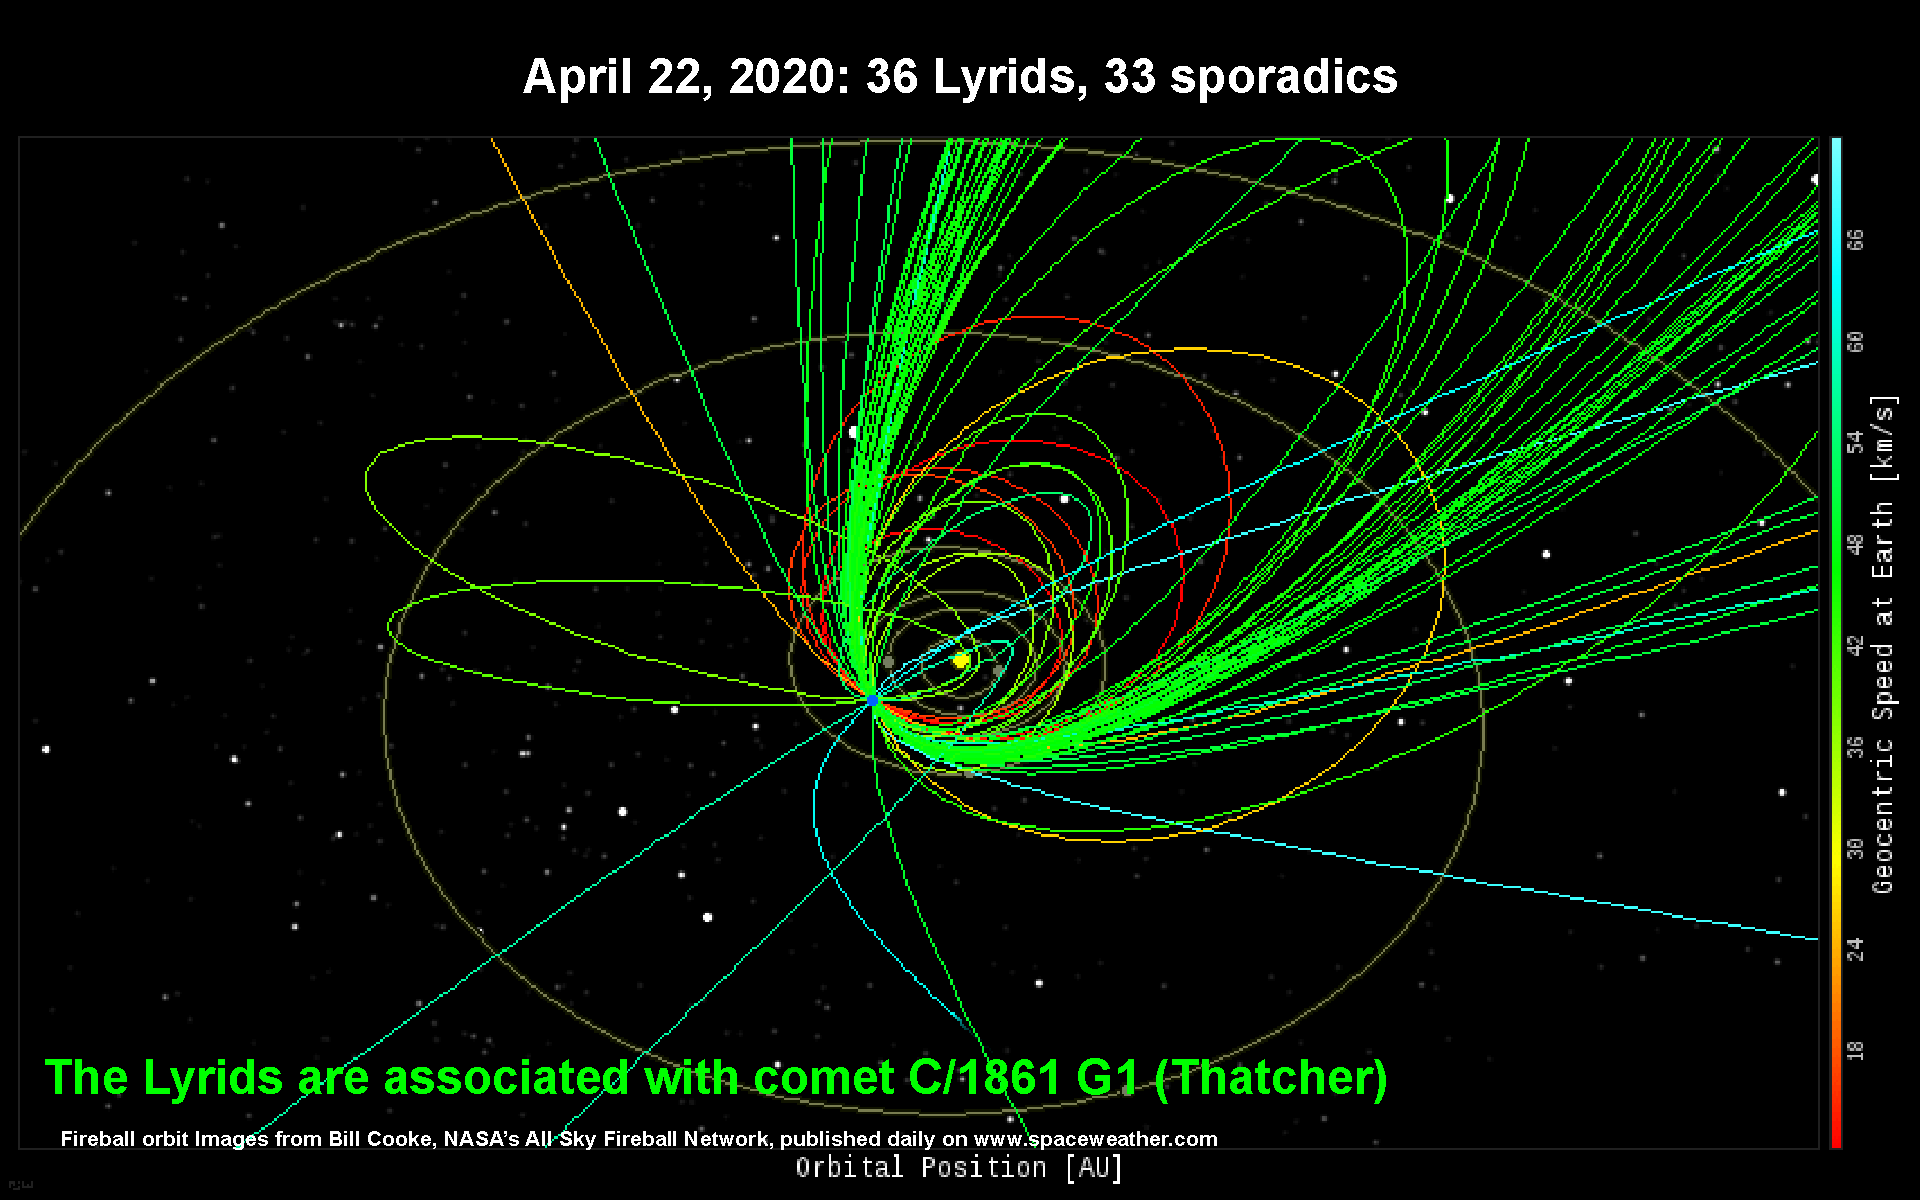 April 22, 2020: 36 Lyrids, 33 sporadics
66
60
54
48
42
36
30
24
18
Geocentric Speed at Earth [km/s]
The Lyrids are associated with comet C/1861 G1 (Thatcher)
Fireball orbit Images from Bill Cooke, NASA's All Sky Fireball Network, published daily on www.spaceweather.com
Orbital Position [AU]